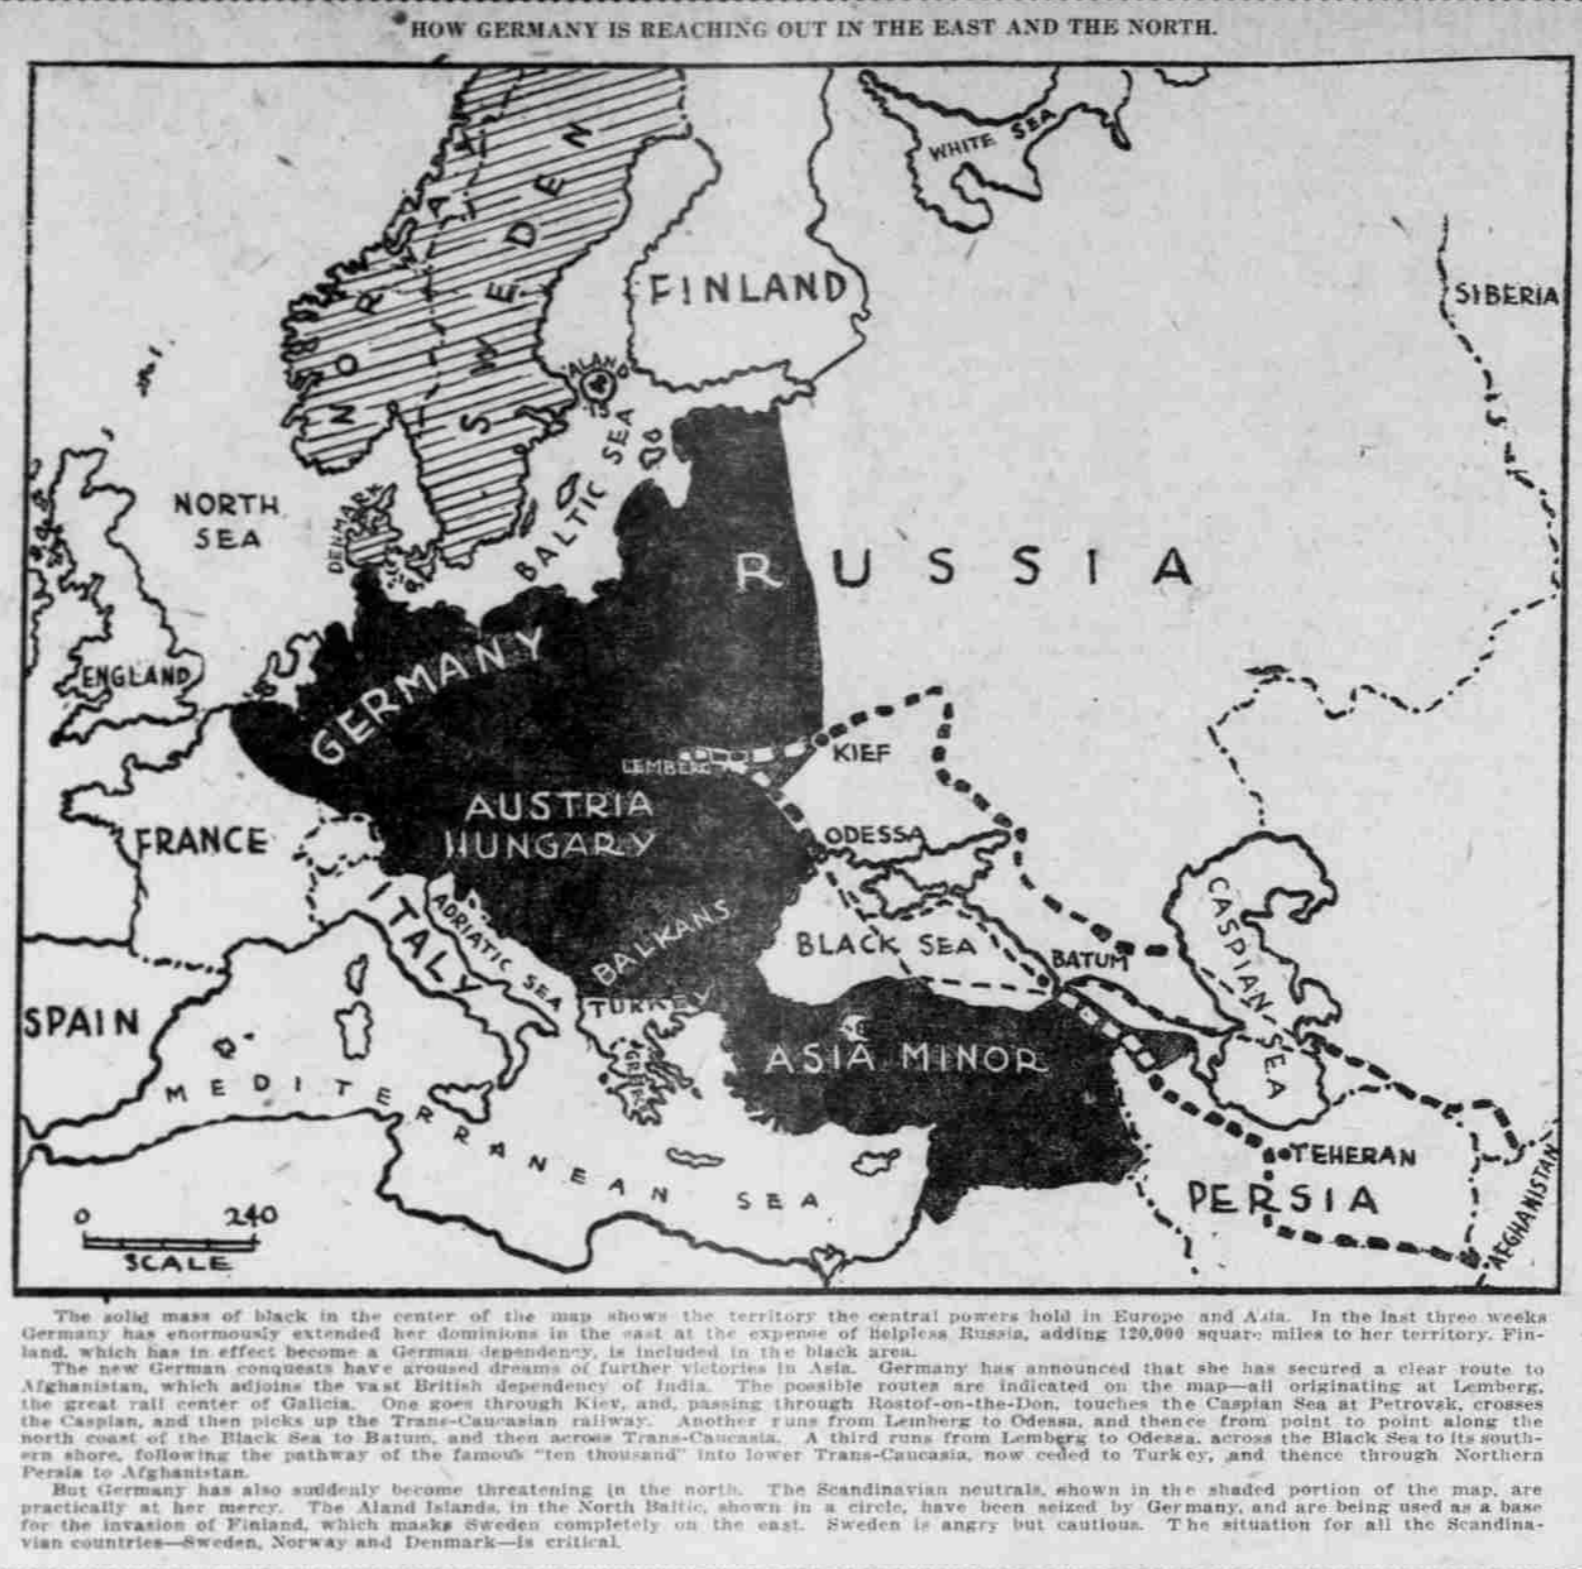 HOW GERMANY IS REACHING OUT IN THE EAST AND THE NORTH.
WHITE SEA
NORWAY
SWEDEN
FINLAND
SIBERIA
ALAND
IS
BALTIC SEA
NORTH
SEA
DENMARK
RUSSIA
ENGLAND
GERMANY
LEMBERG
KIEF
AUSTRIA
HUNGARY
ODESSA
FRANCE
ITALY
ADRIATIC SEA
BALKANS
BLACK SEA
BATUM
CASPIAN SEA
TURKEY
SPAIN
ASIA MINOR
MEDITERRANEAN SEA
TEHERAN
PERSIA
AFGHANISTAN
0 240
SCALE
The solid mass of black in the center of the map shows the territory the central powers hold in Europe and Asia. In the last three weeks
Germany has enormously extended her dominions in the east at the expense of helpless Russia, adding 120,000 square miles to her territory. Fin-
land, which has in effect become a German dependency, is included in the black area.
The new German conquests have aroused dreams of further victories in Asia. Germany has announced that she has secured a clear route to
Afghanistan, which adjoins the vast British dependency of India. The possible routes are indicated on the map—all originating at Lemberg,
the great rail center of Galicia. One goes through Kiev, and, passing through Rostof-on-the-Don, touches the Caspian Sea at Petrovsk, crosses
the Caspian, and then picks up the Trans-Caucasian railway. Another runs from Lemberg to Odessa, and thence from point to point along the
north coast of the Black Sea to Batum, and then across Trans-Caucasia. A third runs from Lemberg to Odessa, across the Black Sea to its south-
ern shore, following the pathway of the famous "ten thousand" into lower Trans-Caucasia, now ceded to Turkey, and thence through Northern
Persia to Afghanistan.
But Germany has also suddenly become threatening in the north. The Scandinavian neutrals, shown in the shaded portion of the map, are
practically at her mercy. The Aland Islands, in the North Baltic, shown in a circle, have been seized by Germany, and are being used as a base
for the invasion of Finland, which masks Sweden completely on the east. Sweden is angry but cautious. The situation for all the Scandina-
vian countries—Sweden, Norway and Denmark—is critical.